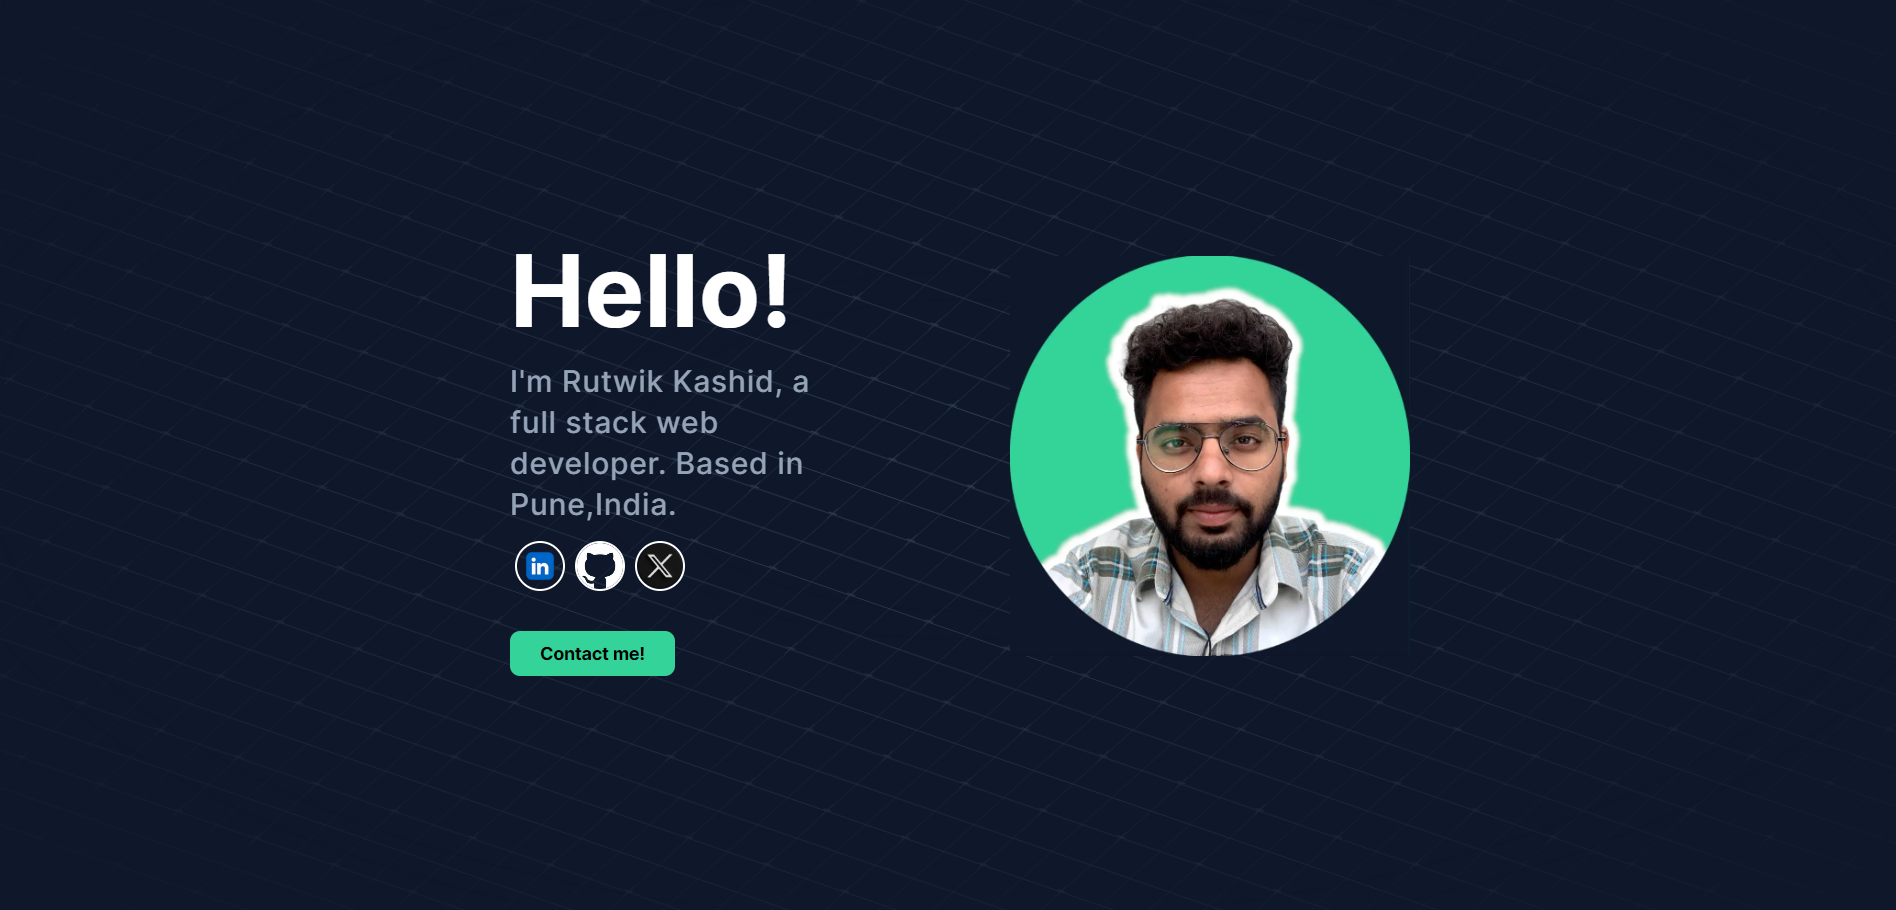 Hello!
I'm Rutwik Kashid, a
full stack web
developer. Based in
Pune,India.
in
Contact me!